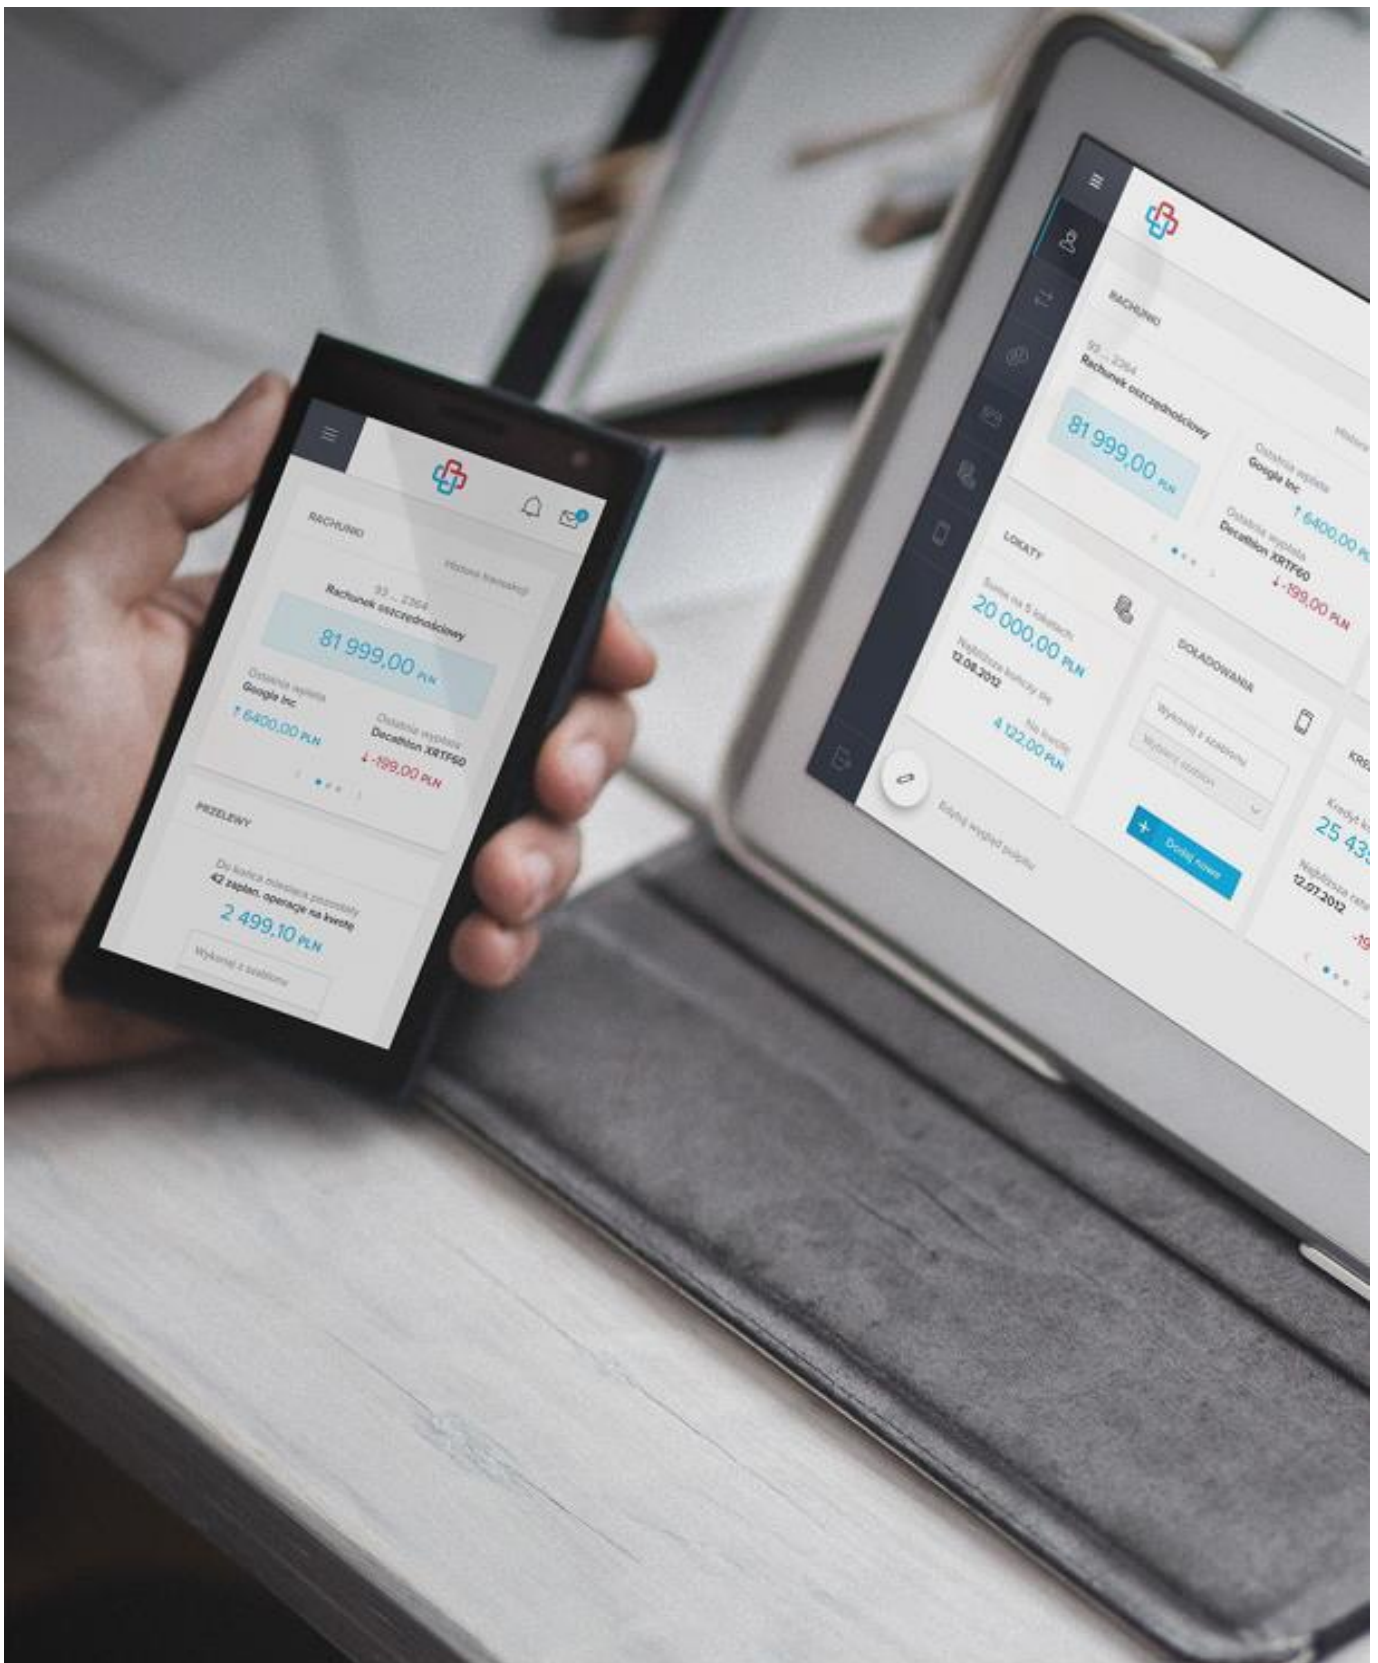 RACHUNKI
Historia transakcji
93 ... 2364
Rachunek oszczędnościowy
81 999,00 PLN
Ostatnia wpłata
Google Inc
↑ 6400,00 PLN
Ostatnia wypłata
Decathlon XRTF60
↓ -199,00 PLN
PRZELEWY
Do końca miesiąca pozostały
42 zaplan. operacje na kwotę
2 499,10 PLN
Wykonaj z szablonu
RACHUNKI
93 ... 2364
Rachunek oszczędnościowy
81 999,00 PLN
Historia
Ostatnia wpłata
Google Inc
↑ 6400,00 PL
Ostatnia wypłata
Decathlon XRTF60
↓ -199,00 PLN
LOKATY
Suma na 5 lokatach
20 000,00 PLN
Najbliższa kończy się
12.08.2012
Na kwotę
4 122,00 PLN
DOŁADOWANIA
Wykonaj z szablonu
Wybierz szablon
+ Dodaj nowe
KRE
Kredyt k
25 43
Najbliższa rata
12.07.2012
-19
Edytuj wygląd pulpitu